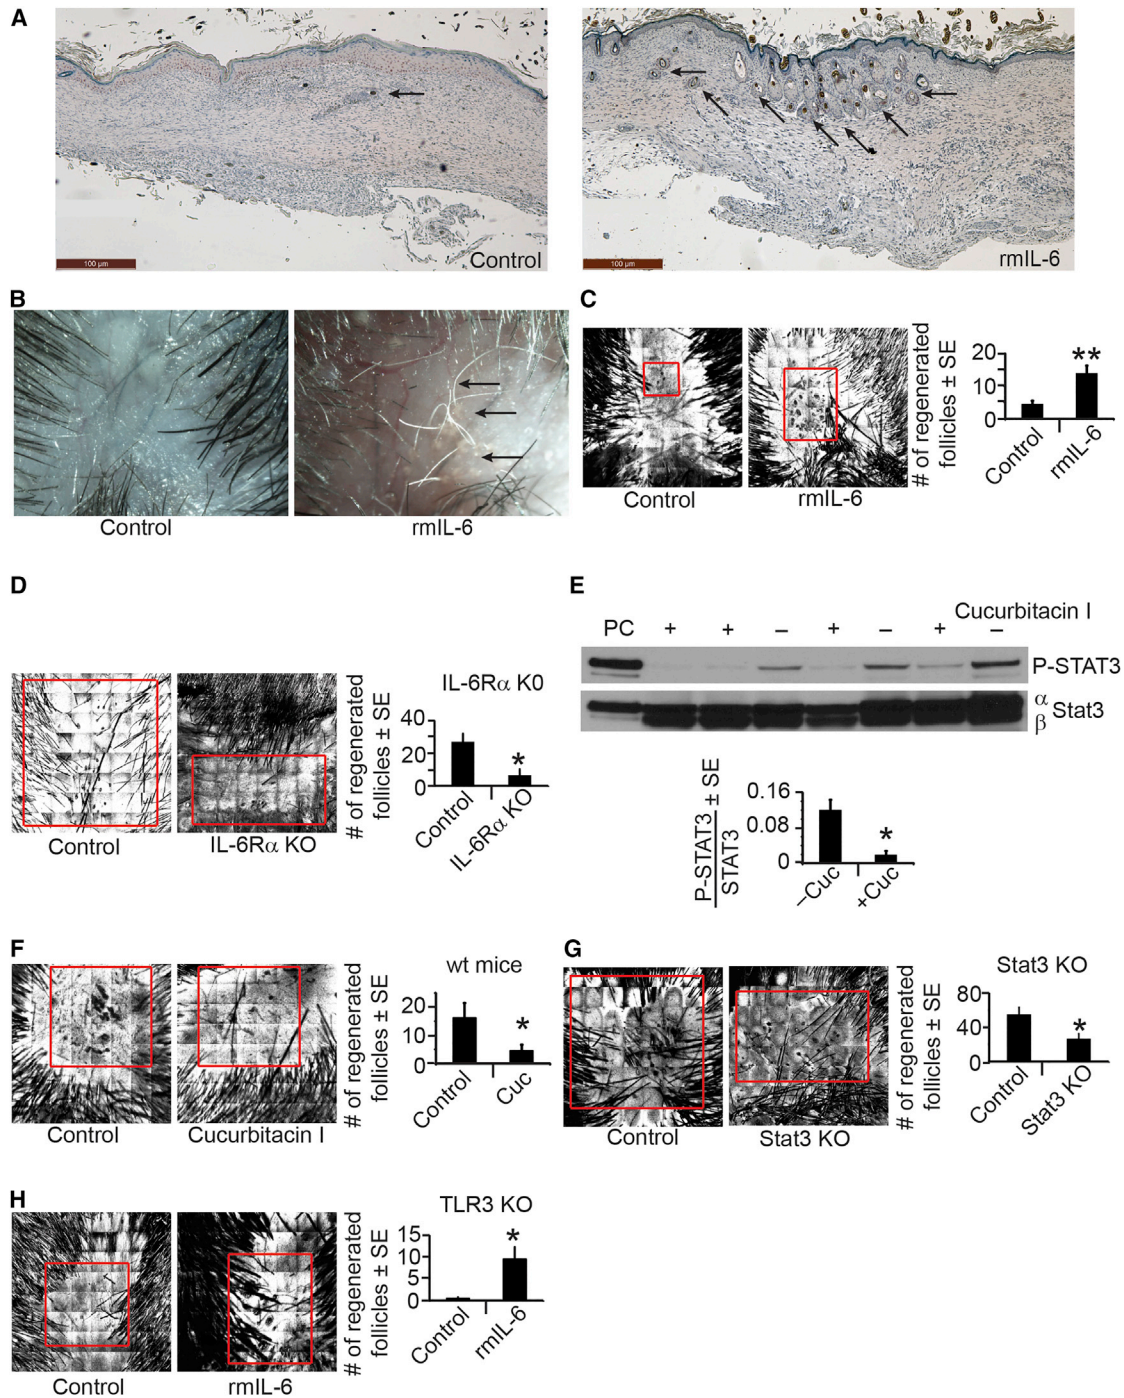 A
100 µm
Control
100 µm
rmIL-6
B
Control
rmIL-6
C
Control
rmIL-6
# of regenerated
follicles ± SE
20
10
0
**
Control
rmIL-6
D
Control
IL-6Rα KO
# of regenerated
follicles ± SE
IL-6Rα K0
40
20
0
*
Control
IL-6Rα KO
E
Cucurbitacin I
PC + + – + – + –
P-STAT3
α
β
Stat3
P-STAT3 ± SE
STAT3
0.16
0.08
0
*
–Cuc
+Cuc
F
Control
Cucurbitacin I
# of regenerated
follicles ± SE
wt mice
20
10
0
*
Control
Cuc
G
Control
Stat3 KO
# of regenerated
follicles ± SE
Stat3 KO
80
40
0
*
Control
Stat3 KO
H
Control
rmIL-6
# of regenerated
follicles ± SE
TLR3 KO
15
10
5
0
*
Control
rmIL-6